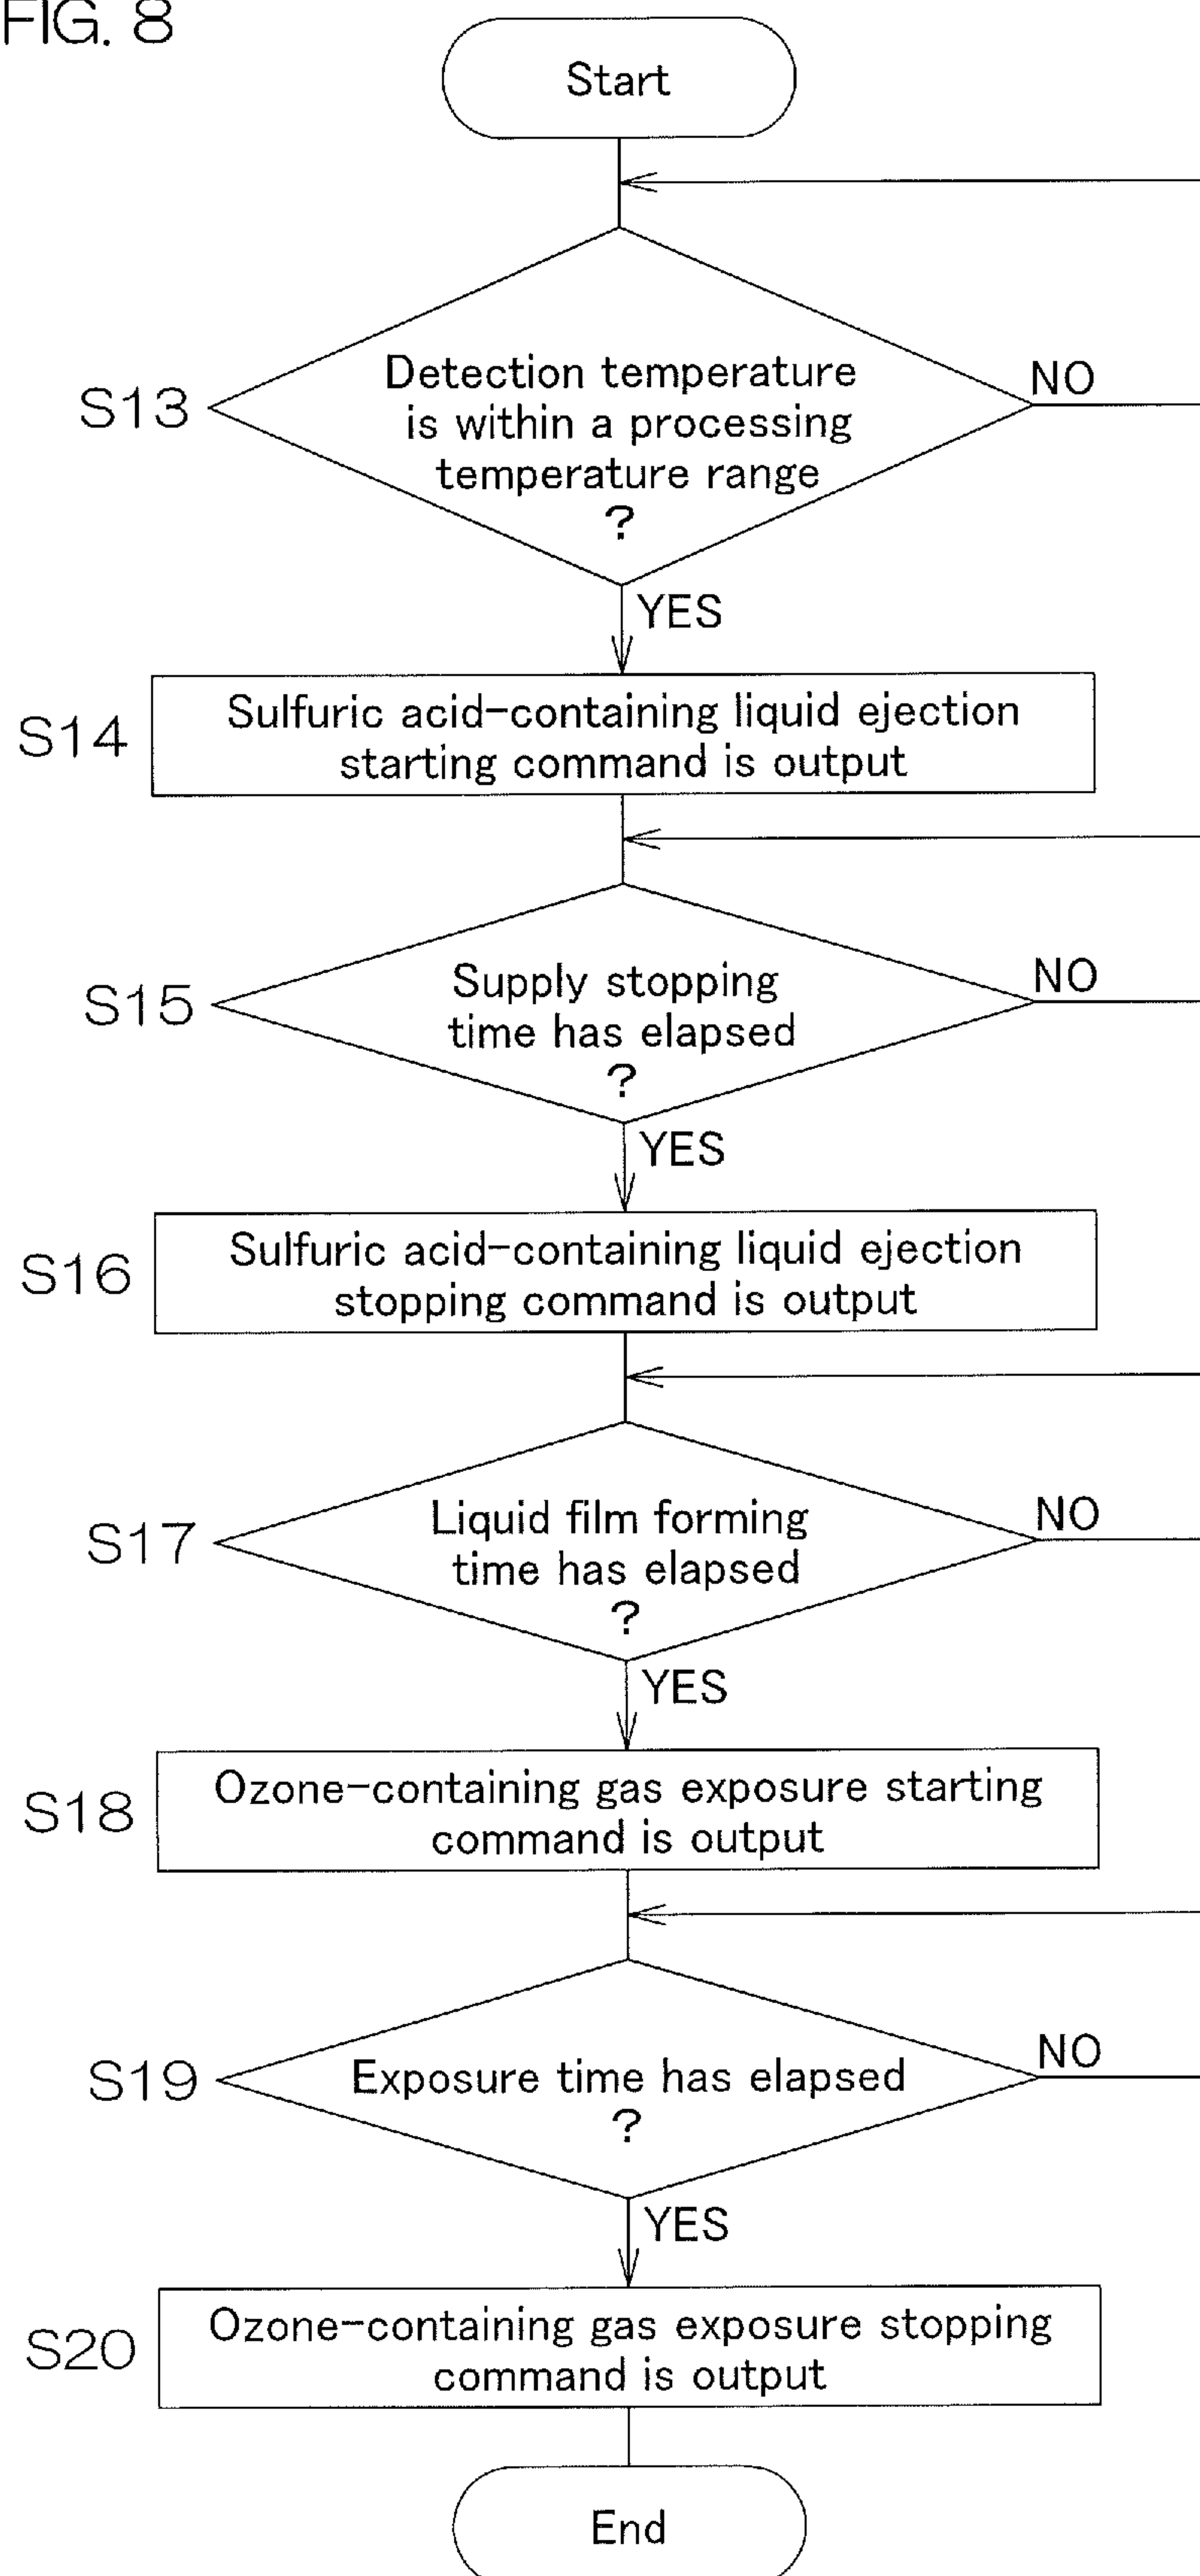 FIG. 8
Start
S13
Detection temperature
is within a processing
temperature range
?
NO
YES
S14
Sulfuric acid-containing liquid ejection
starting command is output
S15
Supply stopping
time has elapsed
?
NO
YES
S16
Sulfuric acid-containing liquid ejection
stopping command is output
S17
Liquid film forming
time has elapsed
?
NO
YES
S18
Ozone-containing gas exposure starting
command is output
S19
Exposure time has elapsed
?
NO
YES
S20
Ozone-containing gas exposure stopping
command is output
End